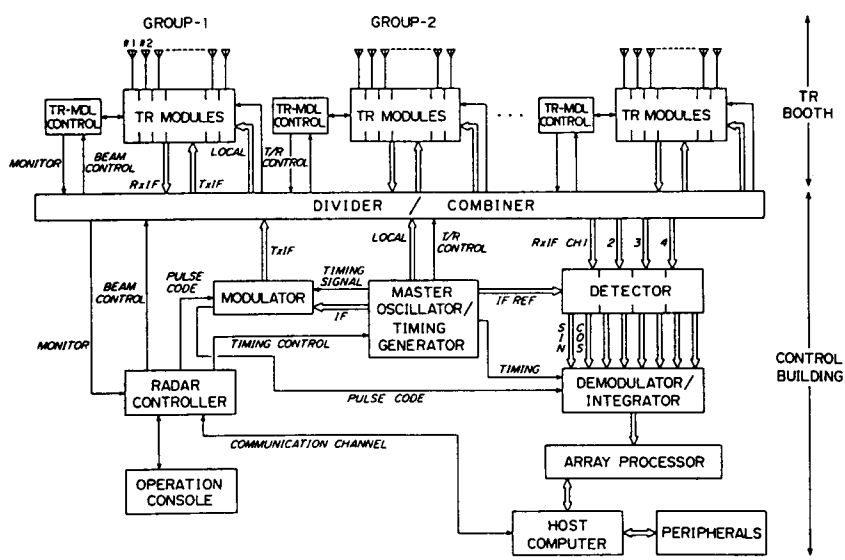 GROUP-1
GROUP-2
#1 #2
TR-MDL
CONTROL
TR MODULES
TR-MDL
CONTROL
TR MODULES
. . .
TR-MDL
CONTROL
TR MODULES
TR
BOOTH
MONITOR
BEAM
CONTROL
RxIF
TxIF
LOCAL
T/R
CONTROL
DIVIDER / COMBINER
TxIF
LOCAL
T/R
CONTROL
RxIF CH1 2 3 4
BEAM
CONTROL
PULSE
CODE
MODULATOR
TIMING
SIGNAL
IF
MASTER
OSCILLATOR/
TIMING
GENERATOR
IF REF
DETECTOR
SIN
COS
MONITOR
TIMING CONTROL
TIMING
CONTROL
BUILDING
RADAR
CONTROLLER
PULSE CODE
DEMODULATOR/
INTEGRATOR
COMMUNICATION CHANNEL
ARRAY PROCESSOR
OPERATION
CONSOLE
HOST
COMPUTER
PERIPHERALS